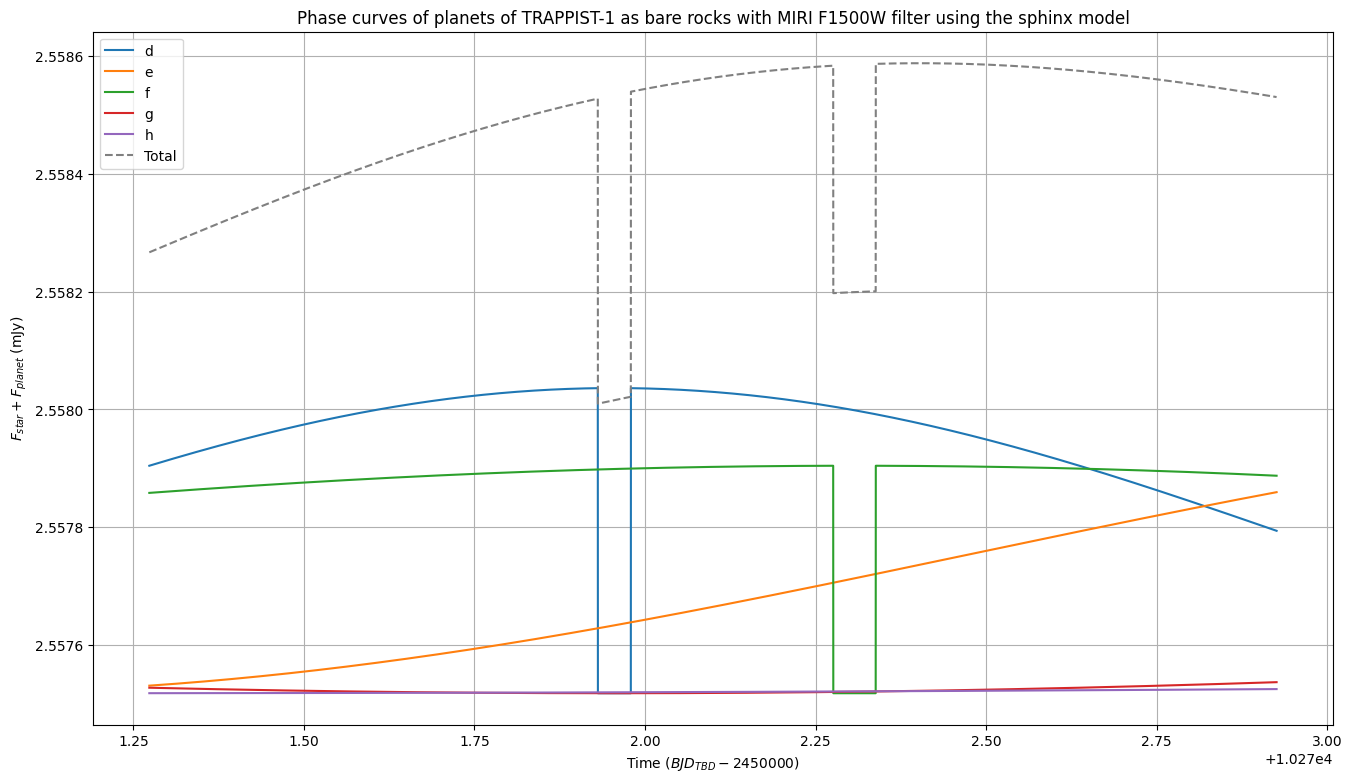 Phase curves of planets of TRAPPIST-1 as bare rocks with MIRI F1500W filter using the sphinx model
d
e
f
g
h
Total
2.5586
2.5584
2.5582
2.5580
2.5578
2.5576
F_star + F_planet (mJy)
1.25 1.50 1.75 2.00 2.25 2.50 2.75 3.00
+1.027e4
Time (BJD_TBD − 2450000)